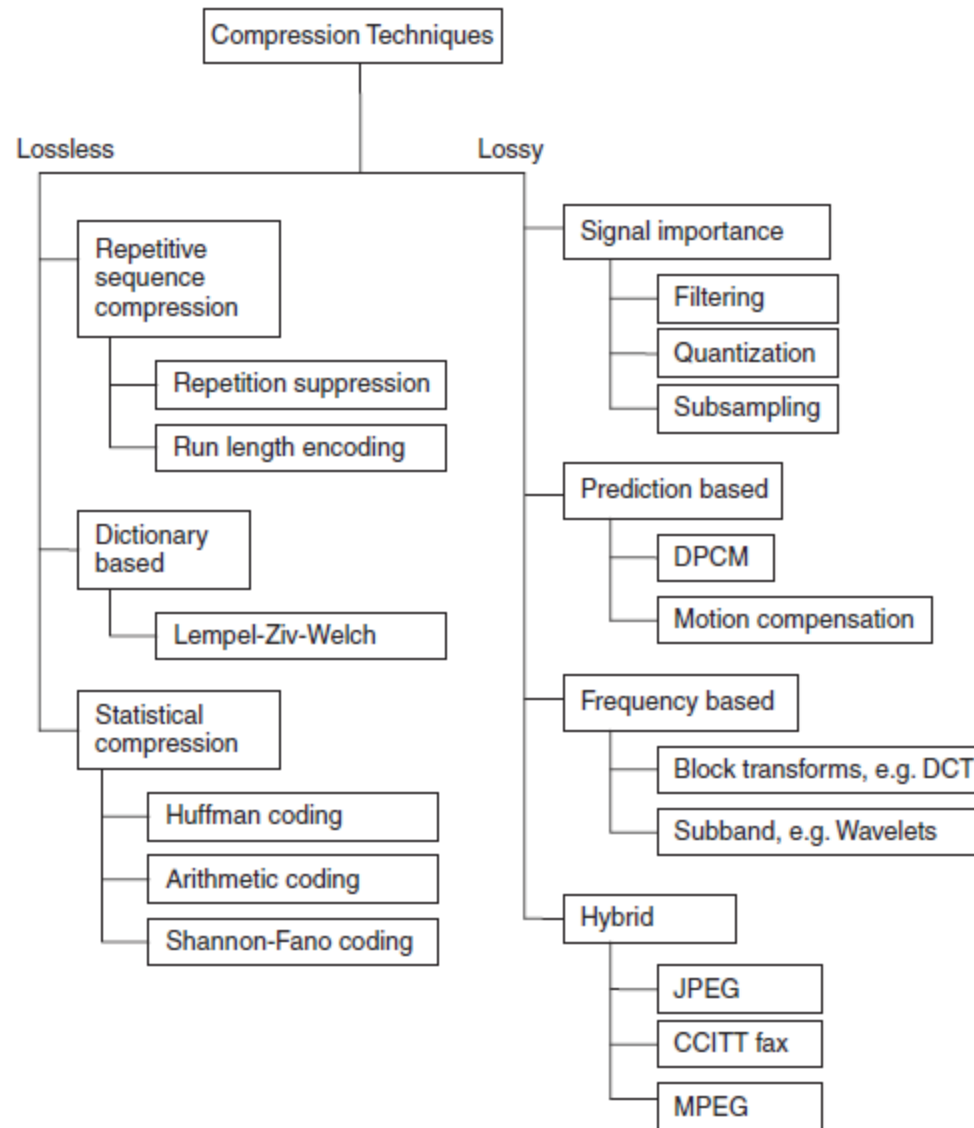 Compression Techniques
Lossless
Lossy
Repetitive
sequence
compression
Repetition suppression
Run length encoding
Dictionary
based
Lempel-Ziv-Welch
Statistical
compression
Huffman coding
Arithmetic coding
Shannon-Fano coding
Signal importance
Filtering
Quantization
Subsampling
Prediction based
DPCM
Motion compensation
Frequency based
Block transforms, e.g. DCT
Subband, e.g. Wavelets
Hybrid
JPEG
CCITT fax
MPEG